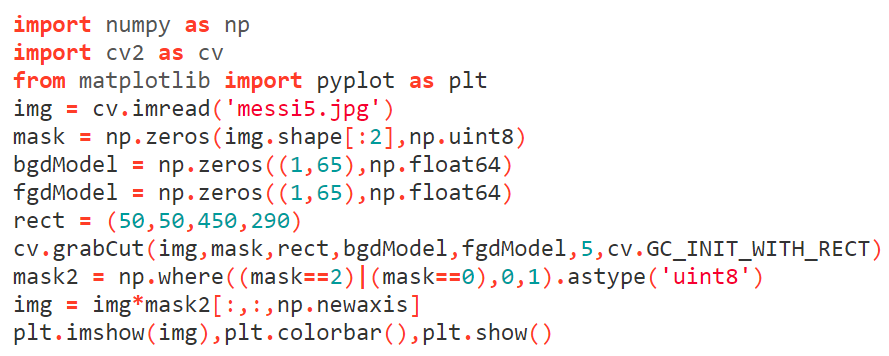 import numpy as np
import cv2 as cv
from matplotlib import pyplot as plt
img = cv.imread('messi5.jpg')
mask = np.zeros(img.shape[:2],np.uint8)
bgdModel = np.zeros((1,65),np.float64)
fgdModel = np.zeros((1,65),np.float64)
rect = (50,50,450,290)
cv.grabCut(img,mask,rect,bgdModel,fgdModel,5,cv.GC_INIT_WITH_RECT)
mask2 = np.where((mask==2)|(mask==0),0,1).astype('uint8')
img = img*mask2[:,:,np.newaxis]
plt.imshow(img),plt.colorbar(),plt.show()